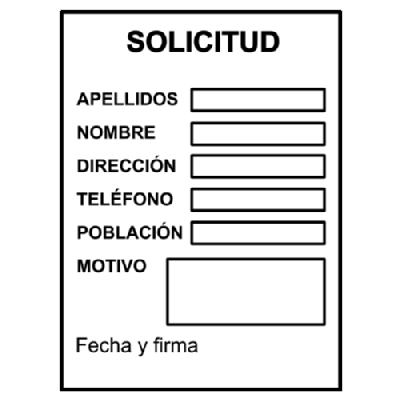 SOLICITUD
APELLIDOS
NOMBRE
DIRECCIÓN
TELÉFONO
POBLACIÓN
MOTIVO
Fecha y firma